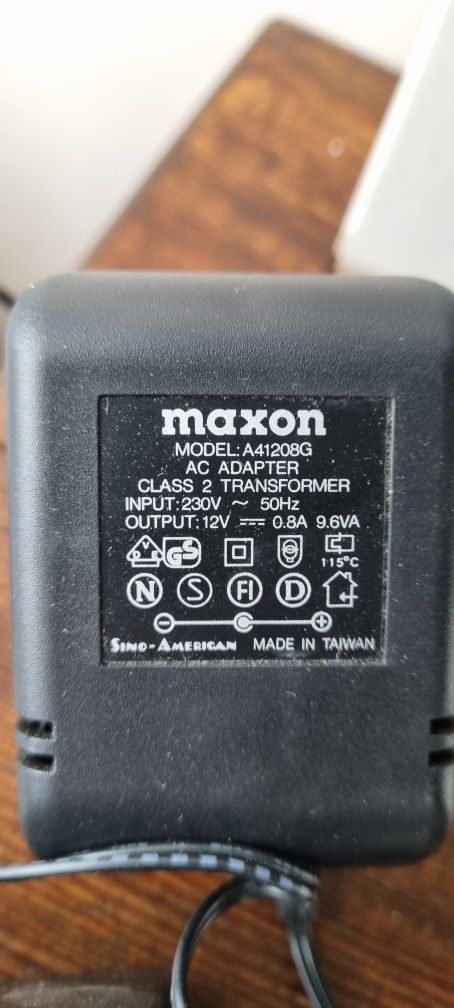 maxon
MODEL: A41208G
AC ADAPTER
CLASS 2 TRANSFORMER
INPUT: 230V ~ 50Hz
OUTPUT: 12V ⎓ 0.8A 9.6VA
D V E GS
115°C
N S FI D
SINO-AMERICAN MADE IN TAIWAN